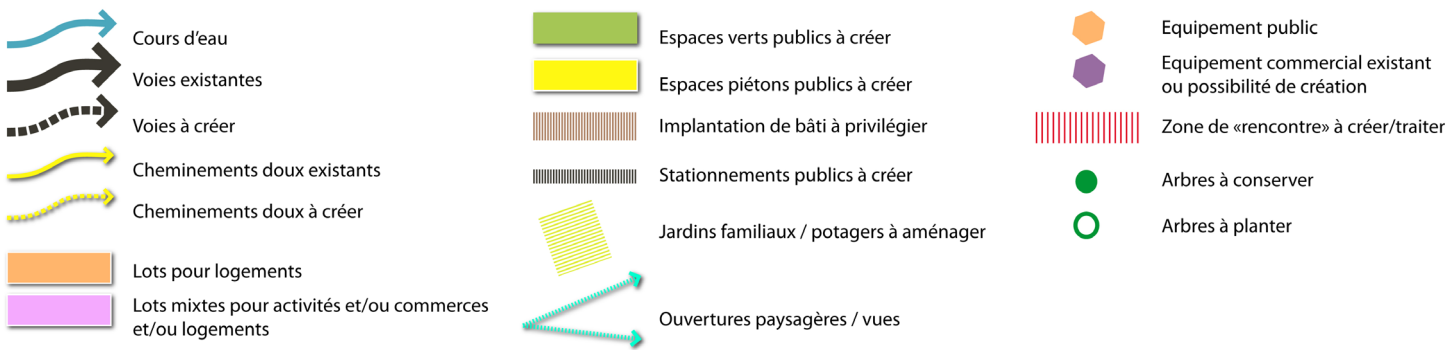 Cours d'eau
Voies existantes
Voies à créer
Cheminements doux existants
Cheminements doux à créer
Lots pour logements
Lots mixtes pour activités et/ou commerces
et/ou logements
Espaces verts publics à créer
Espaces piétons publics à créer
Implantation de bâti à privilégier
Stationnements publics à créer
Jardins familiaux / potagers à aménager
Ouvertures paysagères / vues
Equipement public
Equipement commercial existant
ou possibilité de création
Zone de «rencontre» à créer/traiter
Arbres à conserver
Arbres à planter